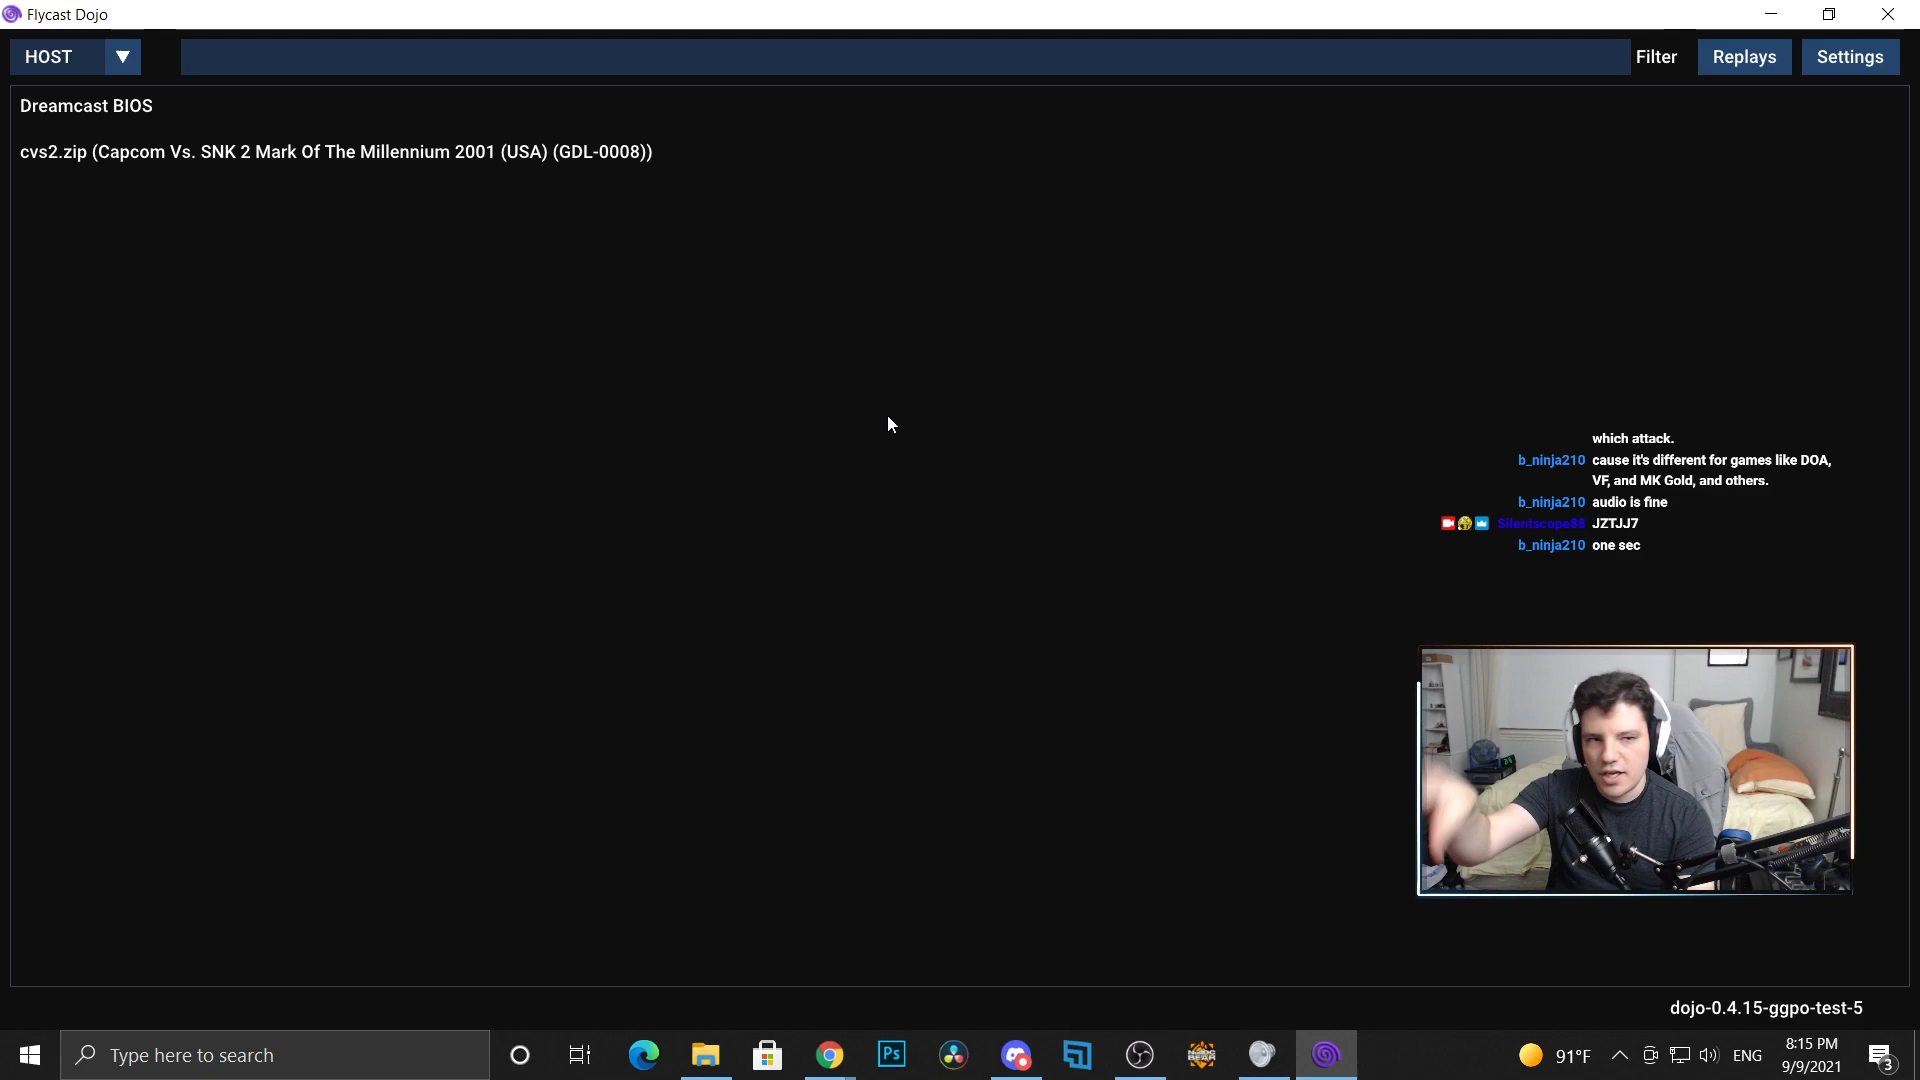 Flycast Dojo
HOST
Filter
Replays
Settings
Dreamcast BIOS
cvs2.zip (Capcom Vs. SNK 2 Mark Of The Millennium 2001 (USA) (GDL-0008))
which attack.
b_ninja210 cause it's different for games like DOA,
VF, and MK Gold, and others.
b_ninja210 audio is fine
Silentscope88 JZTJJ7
b_ninja210 one sec
dojo-0.4.15-ggpo-test-5
Type here to search
Ps
91°F
ENG
8:15 PM
9/9/2021
3